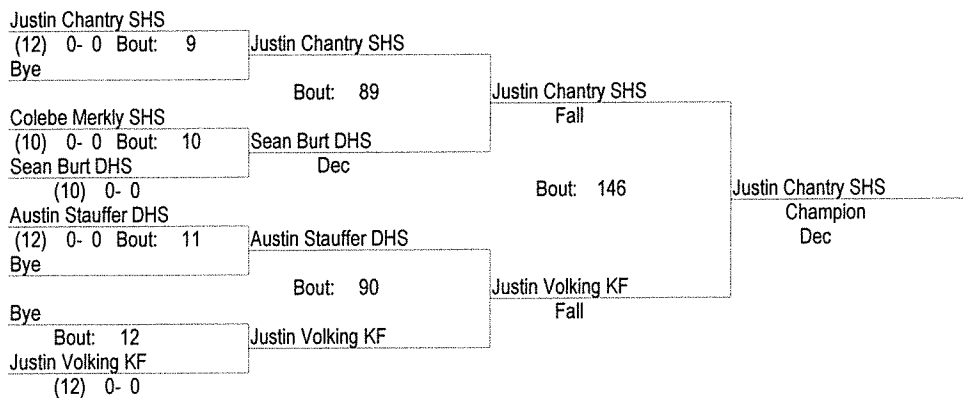 Justin Chantry SHS
(12) 0- 0 Bout: 9
Bye
Justin Chantry SHS
Bout: 89
Colebe Merkly SHS
(10) 0- 0 Bout: 10
Sean Burt DHS
(10) 0- 0
Sean Burt DHS
Dec
Justin Chantry SHS
Fall
Bout: 146
Austin Stauffer DHS
(12) 0- 0 Bout: 11
Bye
Austin Stauffer DHS
Bout: 90
Bye
Bout: 12
Justin Volking KF
(12) 0- 0
Justin Volking KF
Justin Volking KF
Fall
Justin Chantry SHS
Champion
Dec